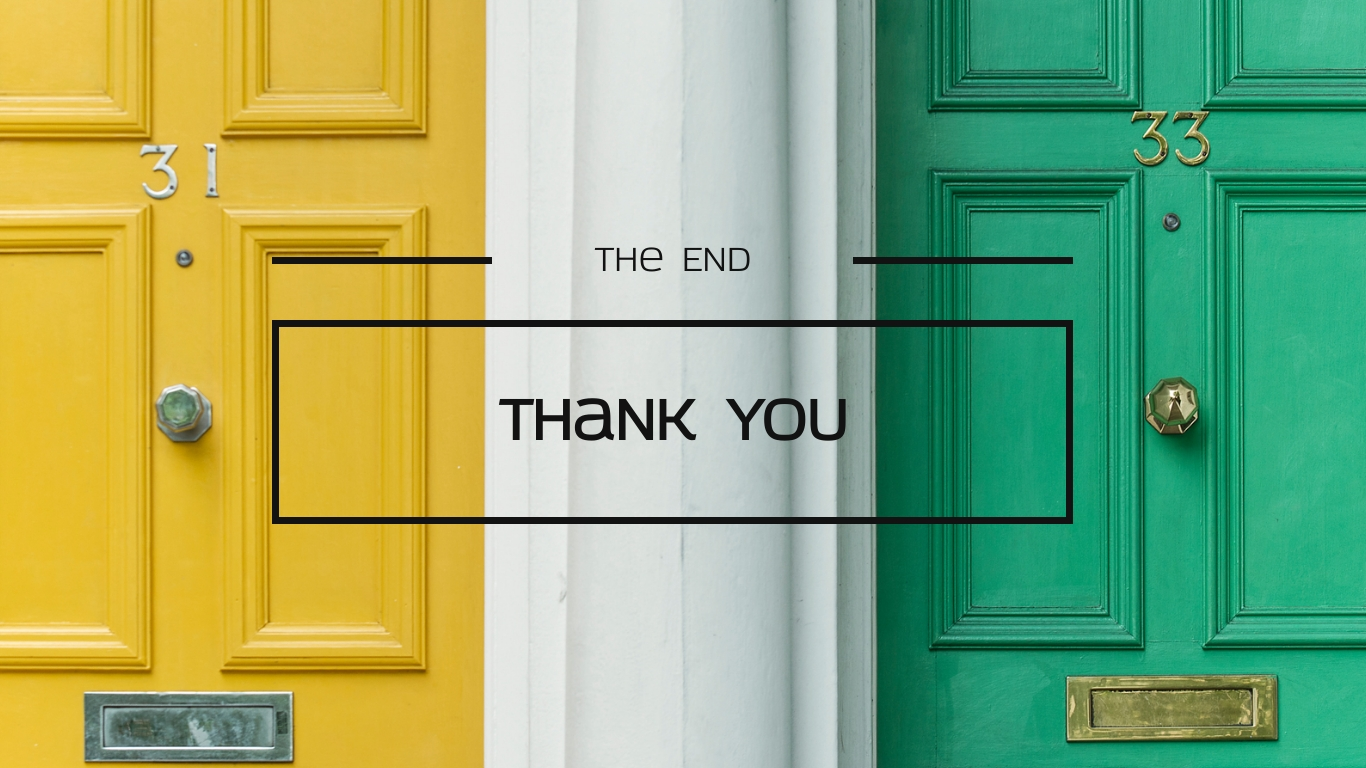 31
33
THe END
THaNK YOU